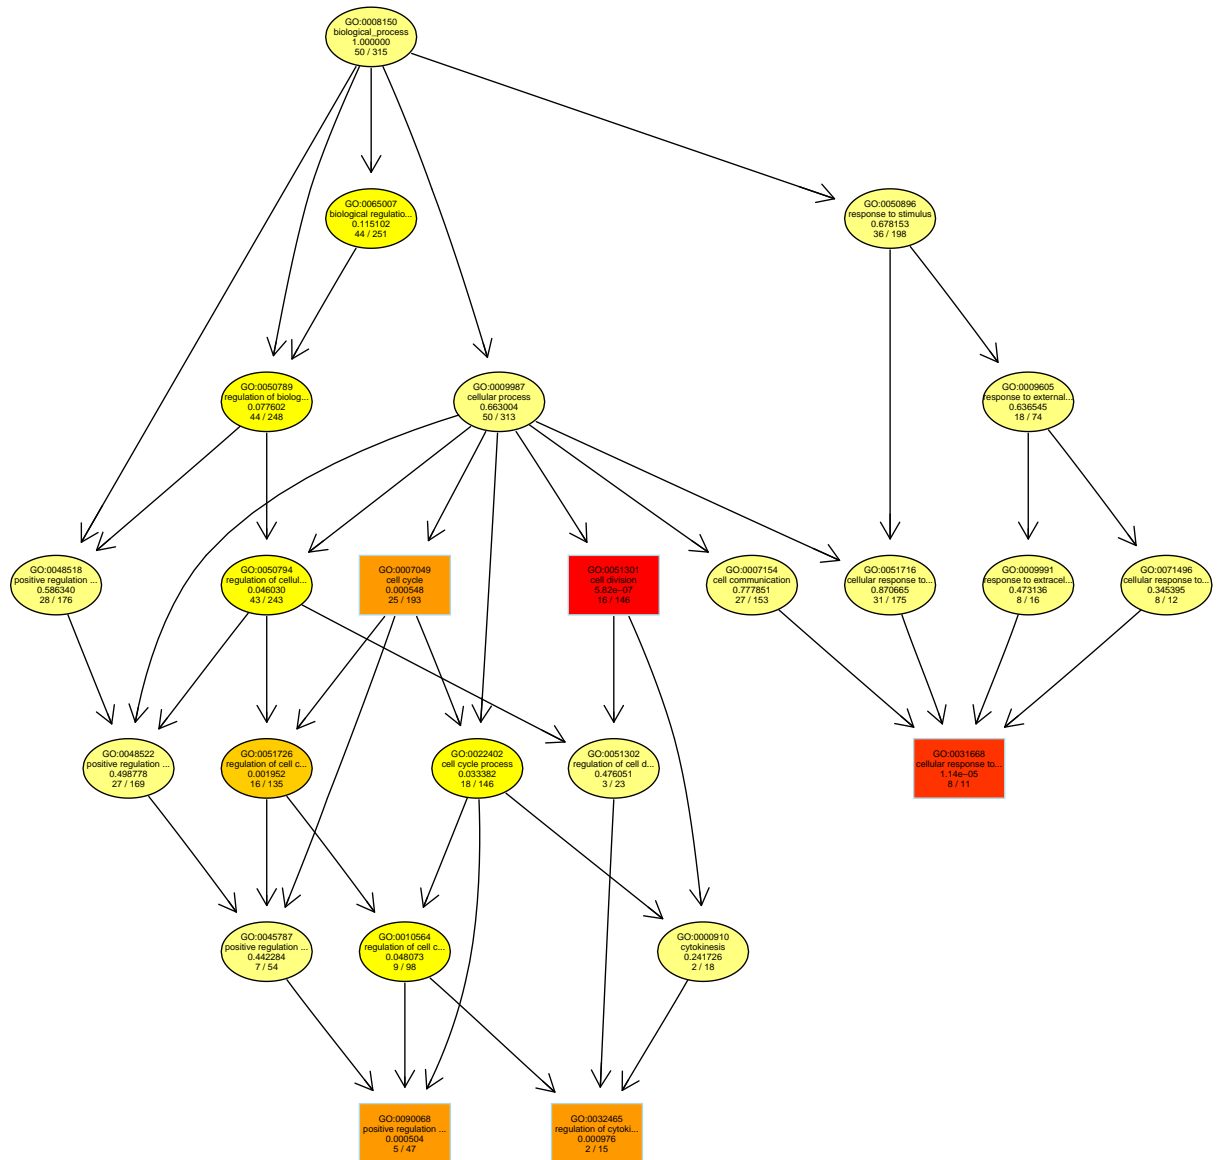 GO:0008150
biological_process
1.000000
50 / 315
GO:0065007
biological regulatio...
0.115102
44 / 251
GO:0050896
response to stimulus
0.678153
36 / 198
GO:0050789
regulation of biolog...
0.077602
44 / 248
GO:0009987
cellular process
0.663004
50 / 313
GO:0009605
response to external...
0.636545
18 / 74
GO:0048518
positive regulation ...
0.586340
28 / 176
GO:0050794
regulation of cellul...
0.046030
43 / 243
GO:0007049
cell cycle
0.000548
25 / 193
GO:0051301
cell division
5.82e−07
16 / 146
GO:0007154
cell communication
0.777851
27 / 153
GO:0051716
cellular response to...
0.870665
31 / 175
GO:0009991
response to extracel...
0.473136
8 / 16
GO:0071496
cellular response to...
0.345395
8 / 12
GO:0048522
positive regulation ...
0.498778
27 / 169
GO:0051726
regulation of cell c...
0.001952
16 / 135
GO:0022402
cell cycle process
0.033382
18 / 146
GO:0051302
regulation of cell d...
0.476051
3 / 23
GO:0031668
cellular response to...
1.14e−05
8 / 11
GO:0045787
positive regulation ...
0.442284
7 / 54
GO:0010564
regulation of cell c...
0.048073
9 / 98
GO:0000910
cytokinesis
0.241726
2 / 18
GO:0090068
positive regulation ...
0.000504
5 / 47
GO:0032465
regulation of cytoki...
0.000976
2 / 15